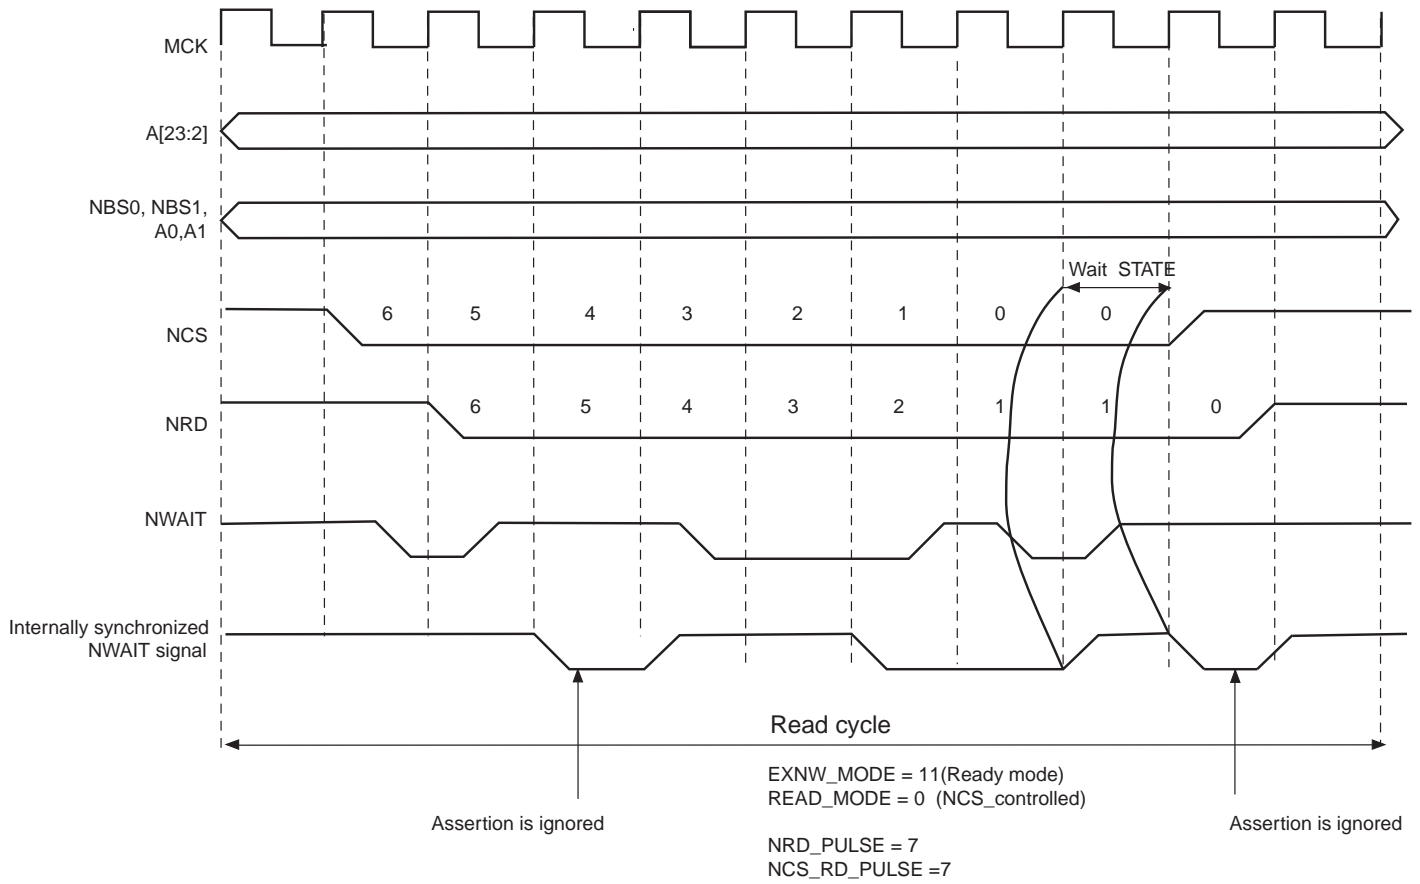 MCK
A[23:2]
NBS0, NBS1,
A0,A1
Wait STATE
NCS
6 5 4 3 2 1 0 0
NRD
6 5 4 3 2 1 1 0
NWAIT
Internally synchronized
NWAIT signal
Read cycle
EXNW_MODE = 11(Ready mode)
READ_MODE = 0 (NCS_controlled)
Assertion is ignored
Assertion is ignored
NRD_PULSE = 7
NCS_RD_PULSE =7